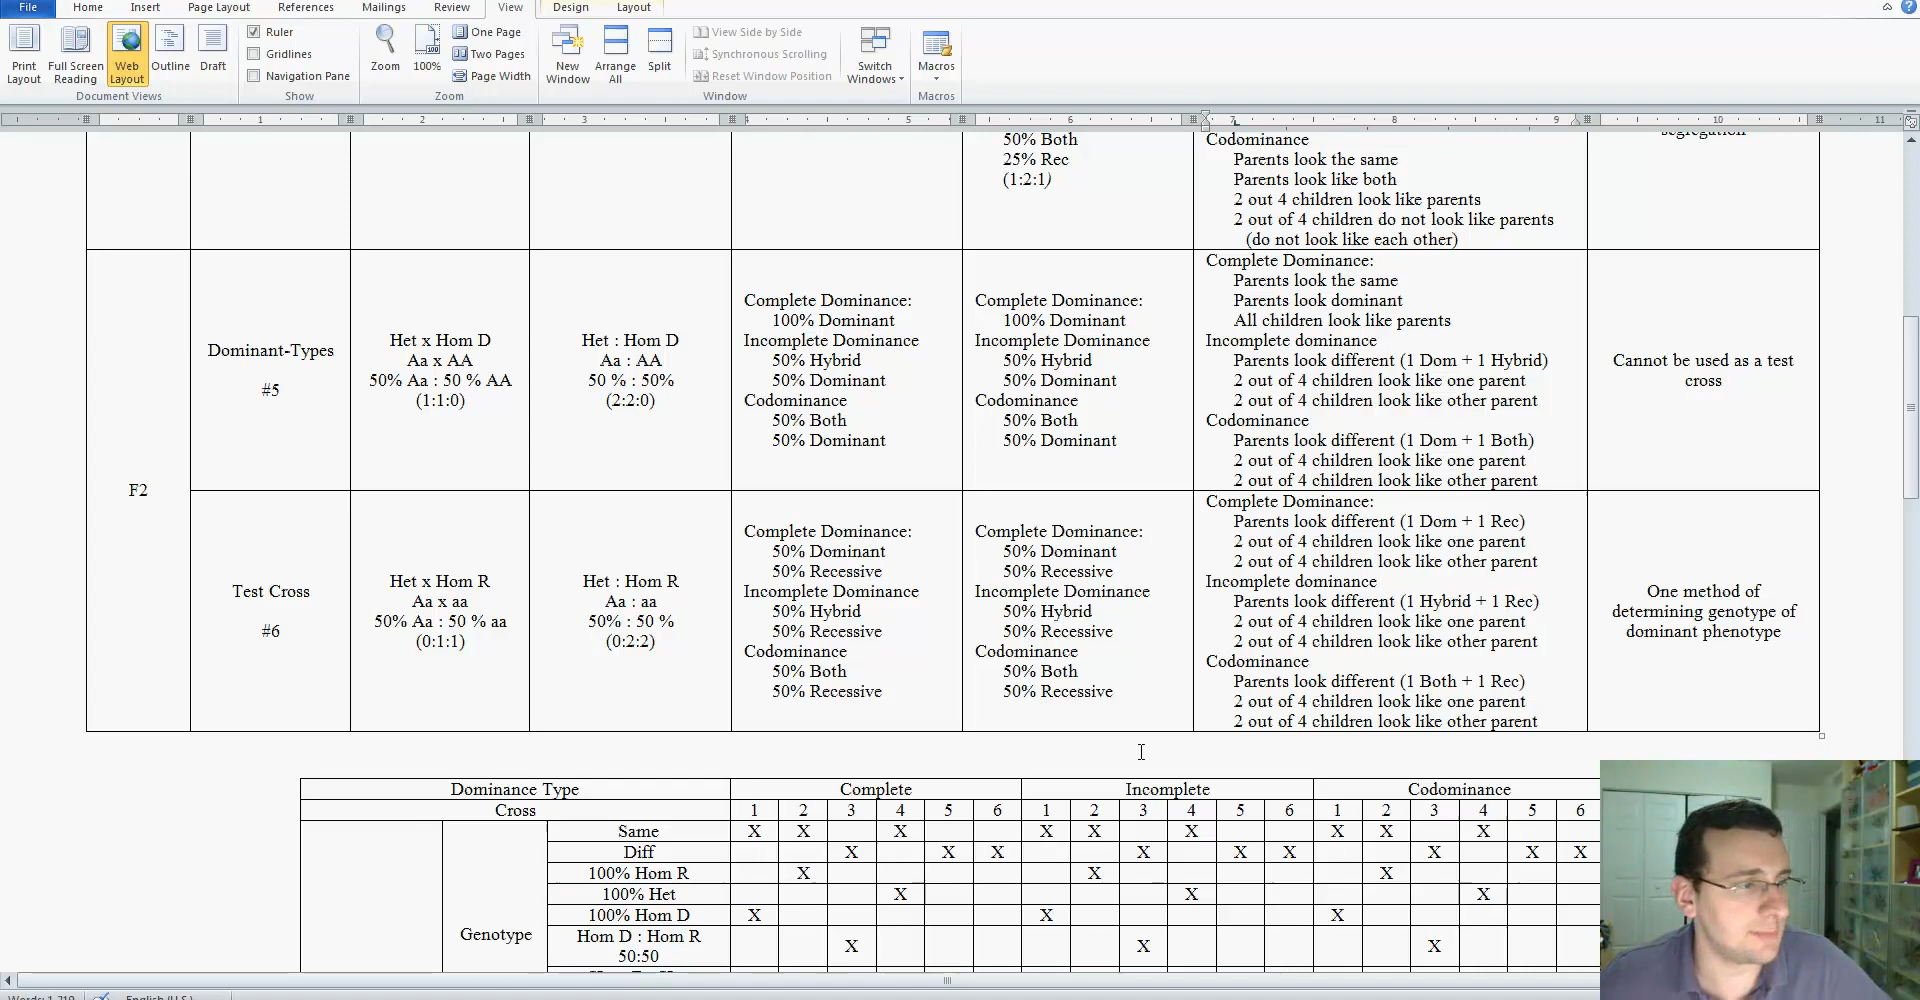 File Home Insert Page Layout References Mailings Review View Design Layout
Print Layout
Full Screen Reading
Web Layout
Outline
Draft
Document Views
Ruler
Gridlines
Navigation Pane
Show
Zoom
100%
One Page
Two Pages
Page Width
Zoom
New Window
Arrange All
Split
View Side by Side
Synchronous Scrolling
Reset Window Position
Window
Switch Windows
Macros
Macros
1 2 3 4 5 6 7 8 9 10 11
50% Both
25% Rec
(1:2:1)
Codominance
Parents look the same
Parents look like both
2 out 4 children look like parents
2 out of 4 children do not look like parents
(do not look like each other)
segregation
F2
Dominant-Types
#5
Het x Hom D
Aa x AA
50% Aa : 50 % AA
(1:1:0)
Het : Hom D
Aa : AA
50 % : 50%
(2:2:0)
Complete Dominance:
100% Dominant
Incomplete Dominance
50% Hybrid
50% Dominant
Codominance
50% Both
50% Dominant
Complete Dominance:
100% Dominant
Incomplete Dominance
50% Hybrid
50% Dominant
Codominance
50% Both
50% Dominant
Complete Dominance:
Parents look the same
Parents look dominant
All children look like parents
Incomplete dominance
Parents look different (1 Dom + 1 Hybrid)
2 out of 4 children look like one parent
2 out of 4 children look like other parent
Codominance
Parents look different (1 Dom + 1 Both)
2 out of 4 children look like one parent
2 out of 4 children look like other parent
Cannot be used as a test
cross
Test Cross
#6
Het x Hom R
Aa x aa
50% Aa : 50 % aa
(0:1:1)
Het : Hom R
Aa : aa
50% : 50 %
(0:2:2)
Complete Dominance:
50% Dominant
50% Recessive
Incomplete Dominance
50% Hybrid
50% Recessive
Codominance
50% Both
50% Recessive
Complete Dominance:
50% Dominant
50% Recessive
Incomplete Dominance
50% Hybrid
50% Recessive
Codominance
50% Both
50% Recessive
Complete Dominance:
Parents look different (1 Dom + 1 Rec)
2 out of 4 children look like one parent
2 out of 4 children look like other parent
Incomplete dominance
Parents look different (1 Hybrid + 1 Rec)
2 out of 4 children look like one parent
2 out of 4 children look like other parent
Codominance
Parents look different (1 Both + 1 Rec)
2 out of 4 children look like one parent
2 out of 4 children look like other parent
One method of
determining genotype of
dominant phenotype
Dominance Type Complete Incomplete Codominance
Cross 1 2 3 4 5 6 1 2 3 4 5 6 1 2 3 4 5 6
Same X X X X X X X X X
Diff X X X X X X X X X
100% Hom R X X X
100% Het X X X
100% Hom D X X X
Genotype
Hom D : Hom R
50:50 X X X
Words: 1,219 English (U.S.)